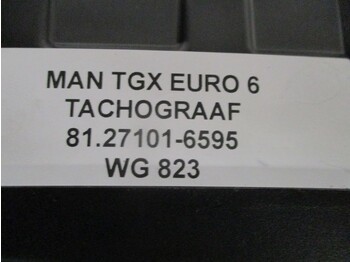 MAN TGX EURO 6
TACHOGRAAF
81.27101-6595
WG 823